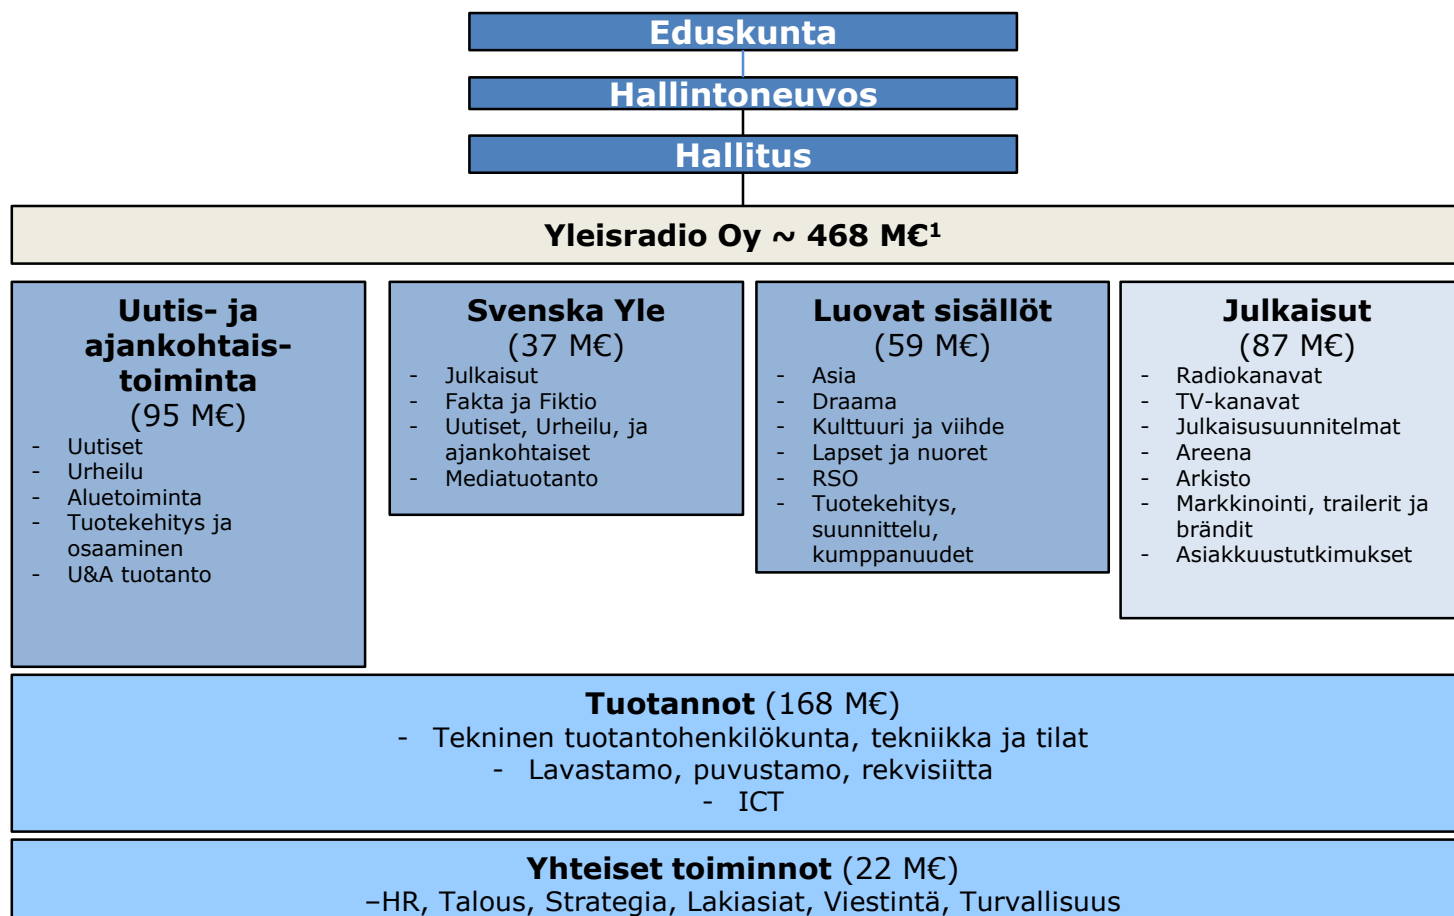 Eduskunta
Hallintoneuvos
Hallitus
Yleisradio Oy ~ 468 M€¹
Uutis- ja
ajankohtais-
toiminta
(95 M€)
- Uutiset
- Urheilu
- Aluetoiminta
- Tuotekehitys ja
osaaminen
- U&A tuotanto
Svenska Yle
(37 M€)
- Julkaisut
- Fakta ja Fiktio
- Uutiset, Urheilu, ja
ajankohtaiset
- Mediatuotanto
Luovat sisällöt
(59 M€)
- Asia
- Draama
- Kulttuuri ja viihde
- Lapset ja nuoret
- RSO
- Tuotekehitys,
suunnittelu,
kumppanuudet
Julkaisut
(87 M€)
- Radiokanavat
- TV-kanavat
- Julkaisusuunnitelmat
- Areena
- Arkisto
- Markkinointi, trailerit ja
brändit
- Asiakkuustutkimukset
Tuotannot (168 M€)
- Tekninen tuotantohenkilökunta, tekniikka ja tilat
- Lavastamo, puvustamo, rekvisiitta
- ICT
Yhteiset toiminnot (22 M€)
–HR, Talous, Strategia, Lakiasiat, Viestintä, Turvallisuus